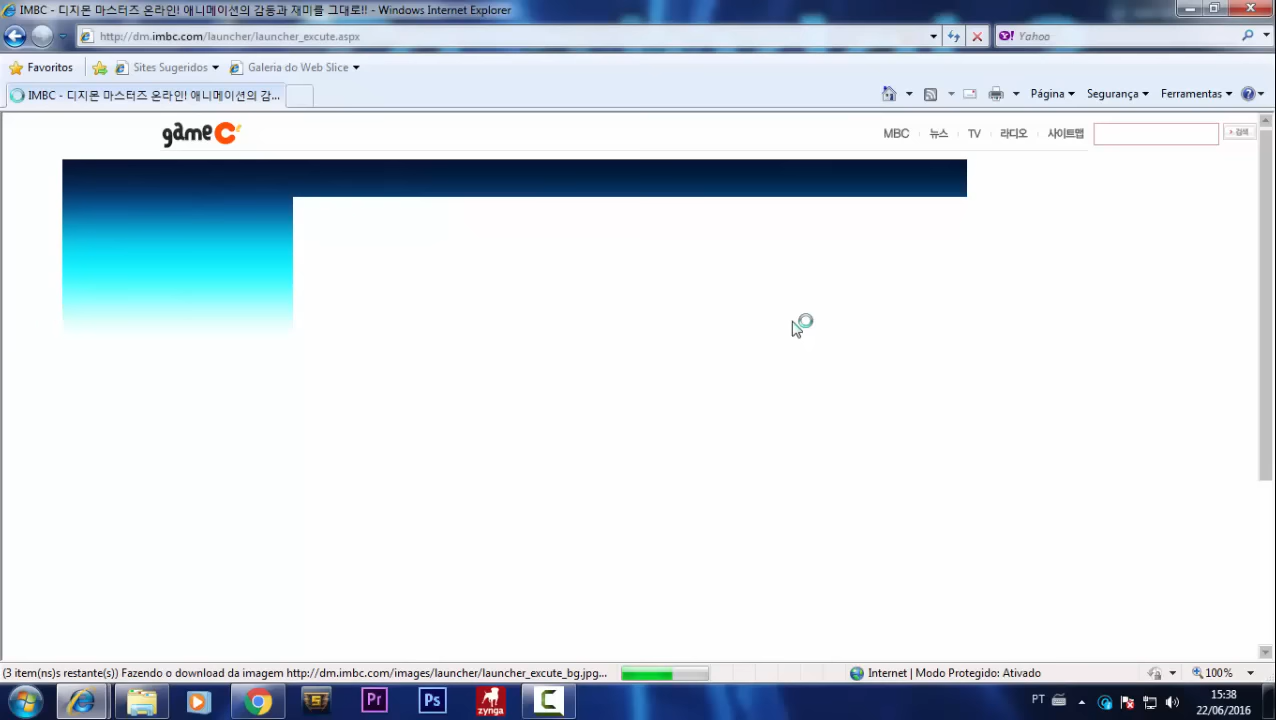 IMBC - 디지몬 마스터즈 온라인! 애니메이션의 감동과 재미를 그대로!! - Windows Internet Explorer
http://dm.imbc.com/launcher/launcher_excute.aspx
Yahoo
Favoritos
Sites Sugeridos
Galeria do Web Slice
IMBC - 디지몬 마스터즈 온라인! 애니메이션의 감...
Página
Segurança
Ferramentas
gameC
MBC 뉴스 TV 라디오 사이트맵
검색
(3 item(ns)s restante(s)) Fazendo o download da imagem http://dm.imbc.com/images/launcher/launcher_excute_bg.jpg...
Internet | Modo Protegido: Ativado
100%
Pr
Ps
zynga
PT
15:38
22/06/2016